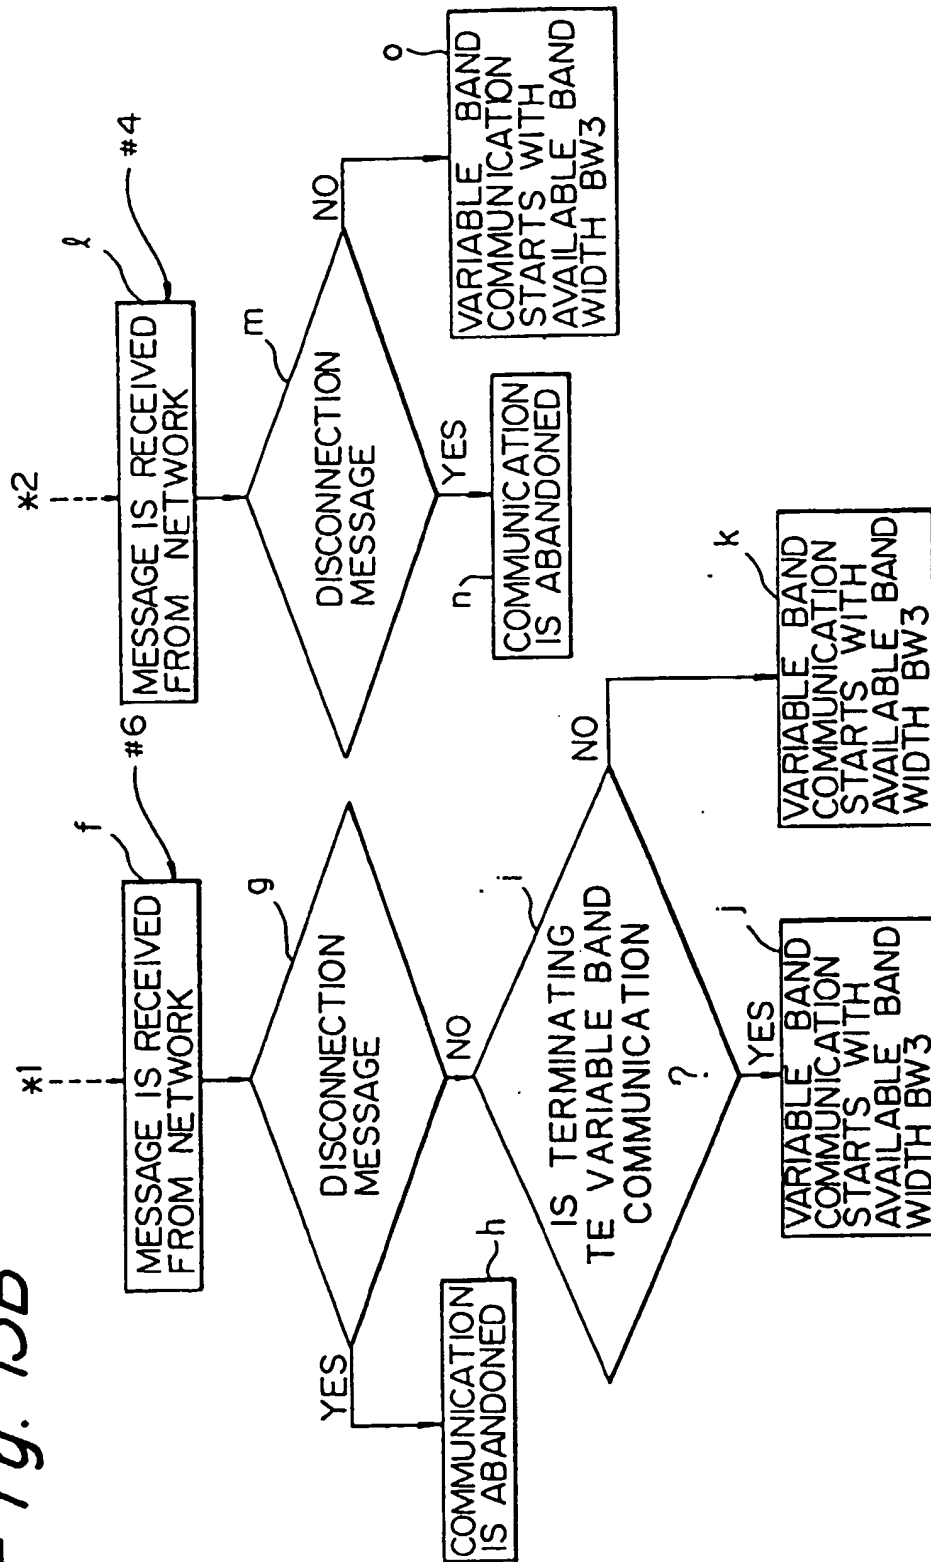 Fig. 13B
*1
MESSAGE IS RECEIVED
FROM NETWORK
f
#6
DISCONNECTION
MESSAGE
g
YES
NO
COMMUNICATION
IS ABANDONED
h
IS TERMINATING
TE VARIABLE BAND
COMMUNICATION
?
i
YES
NO
VARIABLE BAND
COMMUNICATION
STARTS WITH
AVAILABLE BAND
WIDTH BW3
j
VARIABLE BAND
COMMUNICATION
STARTS WITH
AVAILABLE BAND
WIDTH BW3
k
*2
MESSAGE IS RECEIVED
FROM NETWORK
ℓ
#4
DISCONNECTION
MESSAGE
m
YES
NO
COMMUNICATION
IS ABANDONED
n
VARIABLE BAND
COMMUNICATION
STARTS WITH
AVAILABLE BAND
WIDTH BW3
o